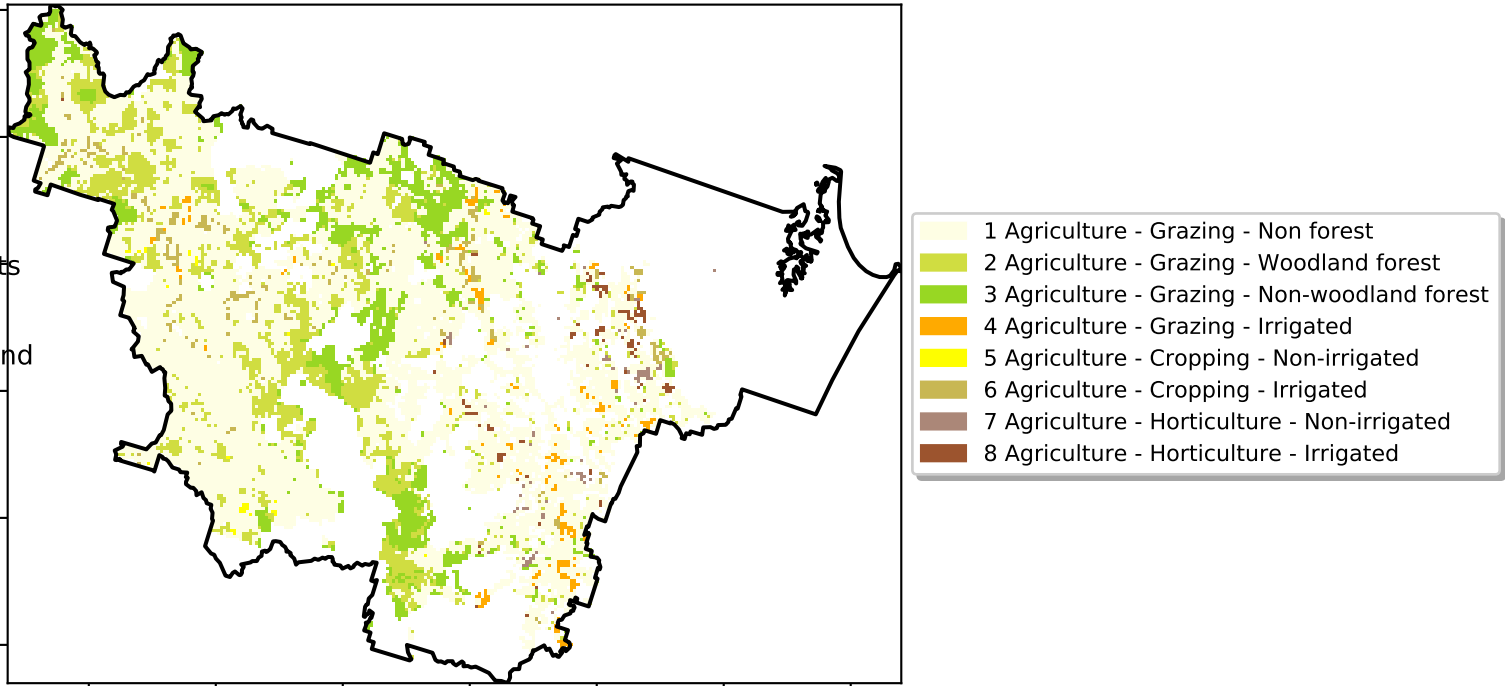 ts
nd
1 Agriculture - Grazing - Non forest
2 Agriculture - Grazing - Woodland forest
3 Agriculture - Grazing - Non-woodland forest
4 Agriculture - Grazing - Irrigated
5 Agriculture - Cropping - Non-irrigated
6 Agriculture - Cropping - Irrigated
7 Agriculture - Horticulture - Non-irrigated
8 Agriculture - Horticulture - Irrigated